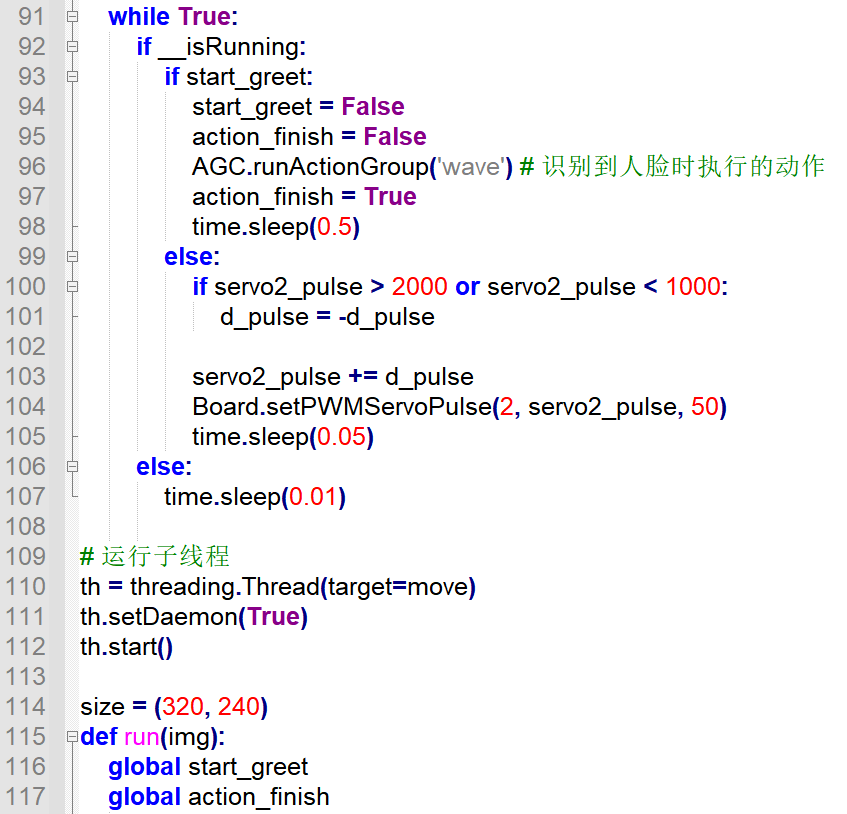 91 while True:
92 if __isRunning:
93 if start_greet:
94 start_greet = False
95 action_finish = False
96 AGC.runActionGroup('wave') # 识别到人脸时执行的动作
97 action_finish = True
98 time.sleep(0.5)
99 else:
100 if servo2_pulse > 2000 or servo2_pulse < 1000:
101 d_pulse = -d_pulse
102
103 servo2_pulse += d_pulse
104 Board.setPWMServoPulse(2, servo2_pulse, 50)
105 time.sleep(0.05)
106 else:
107 time.sleep(0.01)
108
109 # 运行子线程
110 th = threading.Thread(target=move)
111 th.setDaemon(True)
112 th.start()
113
114 size = (320, 240)
115 def run(img):
116 global start_greet
117 global action_finish